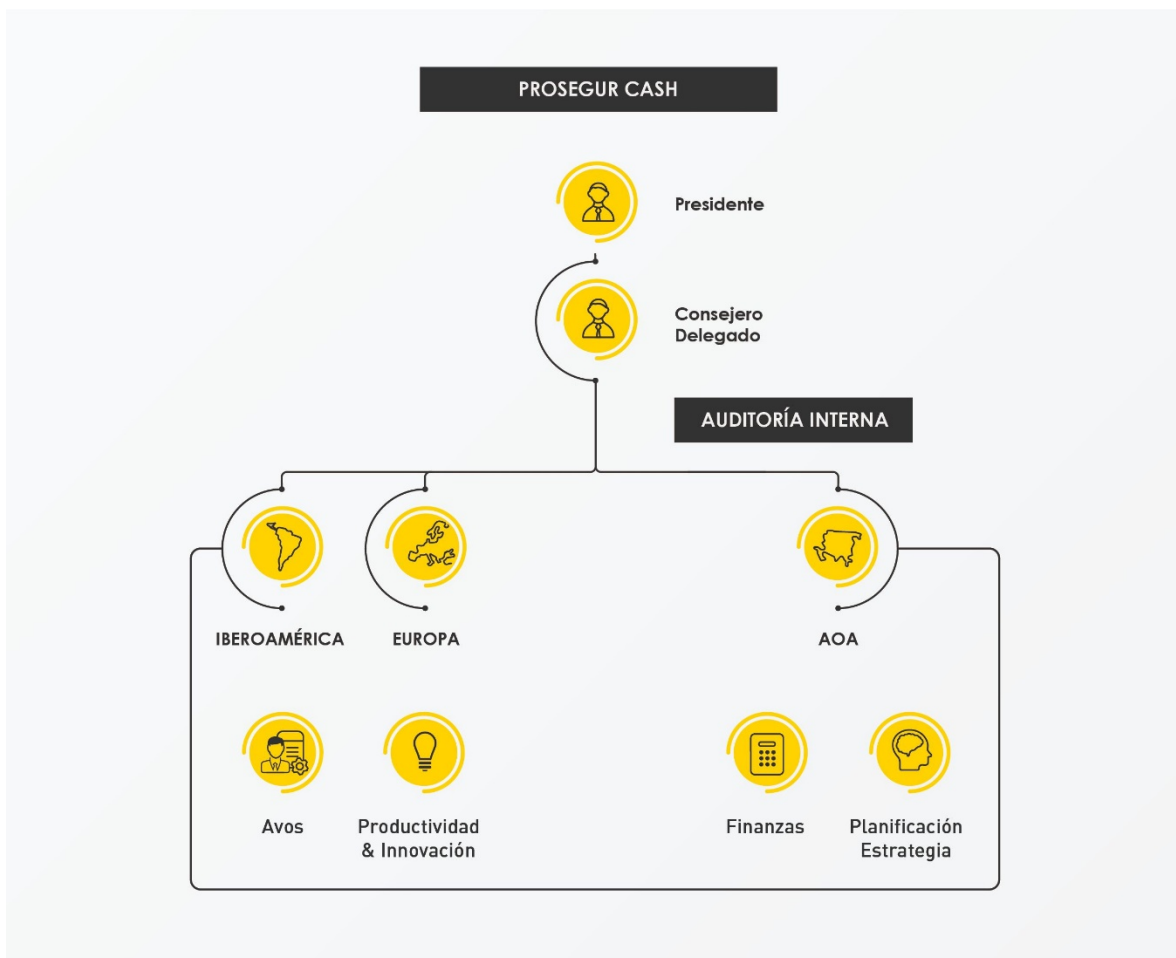 PROSEGUR CASH
Presidente
Consejero
Delegado
AUDITORÍA INTERNA
IBEROAMÉRICA
EUROPA
AOA
Avos
Productividad
& Innovación
Finanzas
Planificación
Estrategia